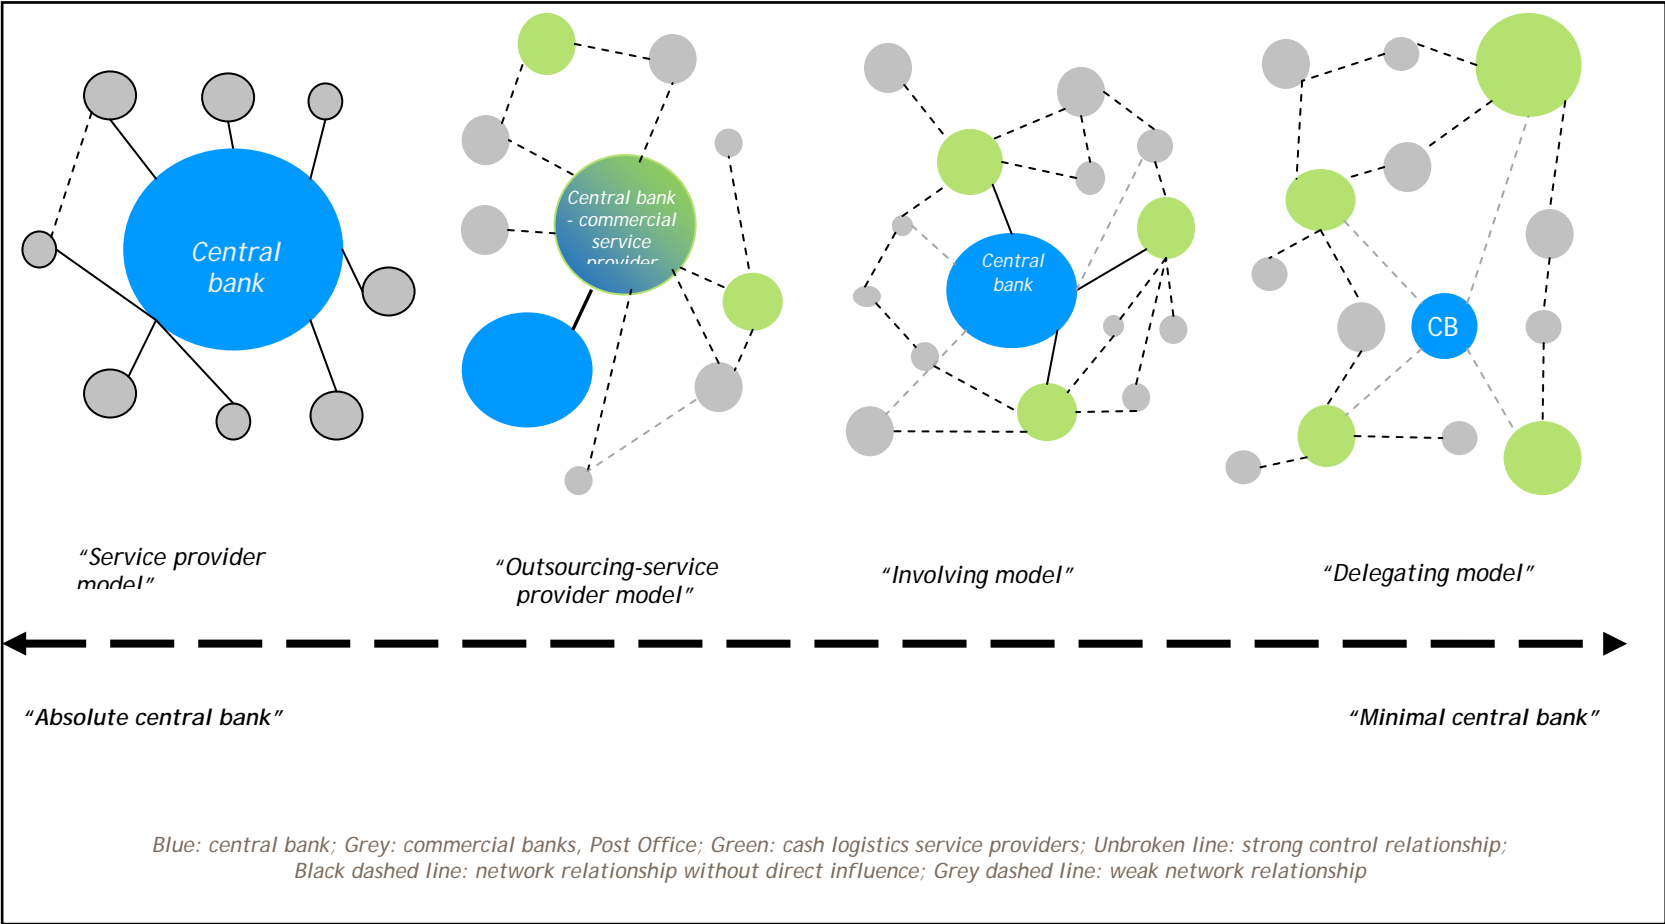 Central
bank
Central bank
- commercial
service
provider
Central
bank
CB
“Service provider
model”
“Outsourcing-service
provider model”
“Involving model”
“Delegating model”
“Absolute central bank”
“Minimal central bank”
Blue: central bank; Grey: commercial banks, Post Office; Green: cash logistics service providers; Unbroken line: strong control relationship;
Black dashed line: network relationship without direct influence; Grey dashed line: weak network relationship